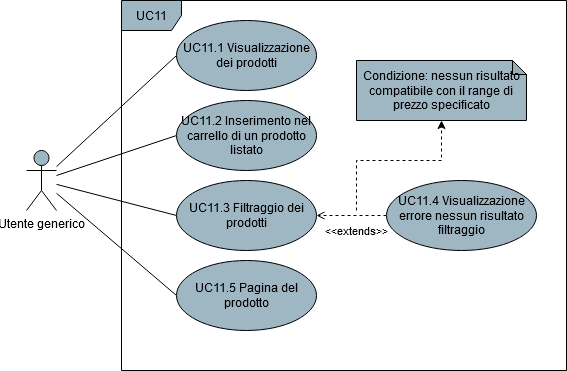 UC11
UC11.1 Visualizzazione
dei prodotti
Condizione: nessun risultato
compatibile con il range di
prezzo specificato
UC11.2 Inserimento nel
carrello di un prodotto
listato
UC11.3 Filtraggio dei
prodotti
UC11.4 Visualizzazione
errore nessun risultato
filtraggio
<<extends>>
Utente generico
UC11.5 Pagina del
prodotto